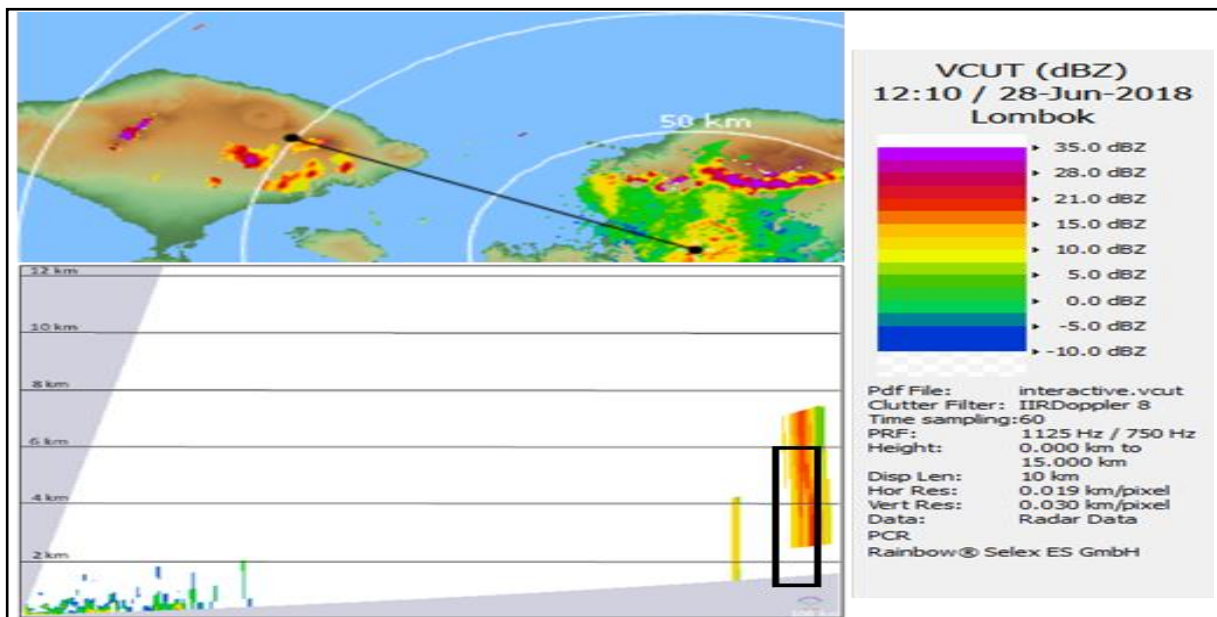 50 km
12 km
10 km
8 km
6 km
4 km
2 km
VCUT (dBZ)
12:10 / 28-Jun-2018
Lombok
35.0 dBZ
28.0 dBZ
21.0 dBZ
15.0 dBZ
10.0 dBZ
5.0 dBZ
0.0 dBZ
-5.0 dBZ
-10.0 dBZ
Pdf File: interactive.vcut
Clutter Filter: IIRDoppler 8
Time sampling:60
PRF: 1125 Hz / 750 Hz
Height: 0.000 km to
15.000 km
Disp Len: 10 km
Hor Res: 0.019 km/pixel
Vert Res: 0.030 km/pixel
Data: Radar Data
PCR
Rainbow® Selex ES GmbH